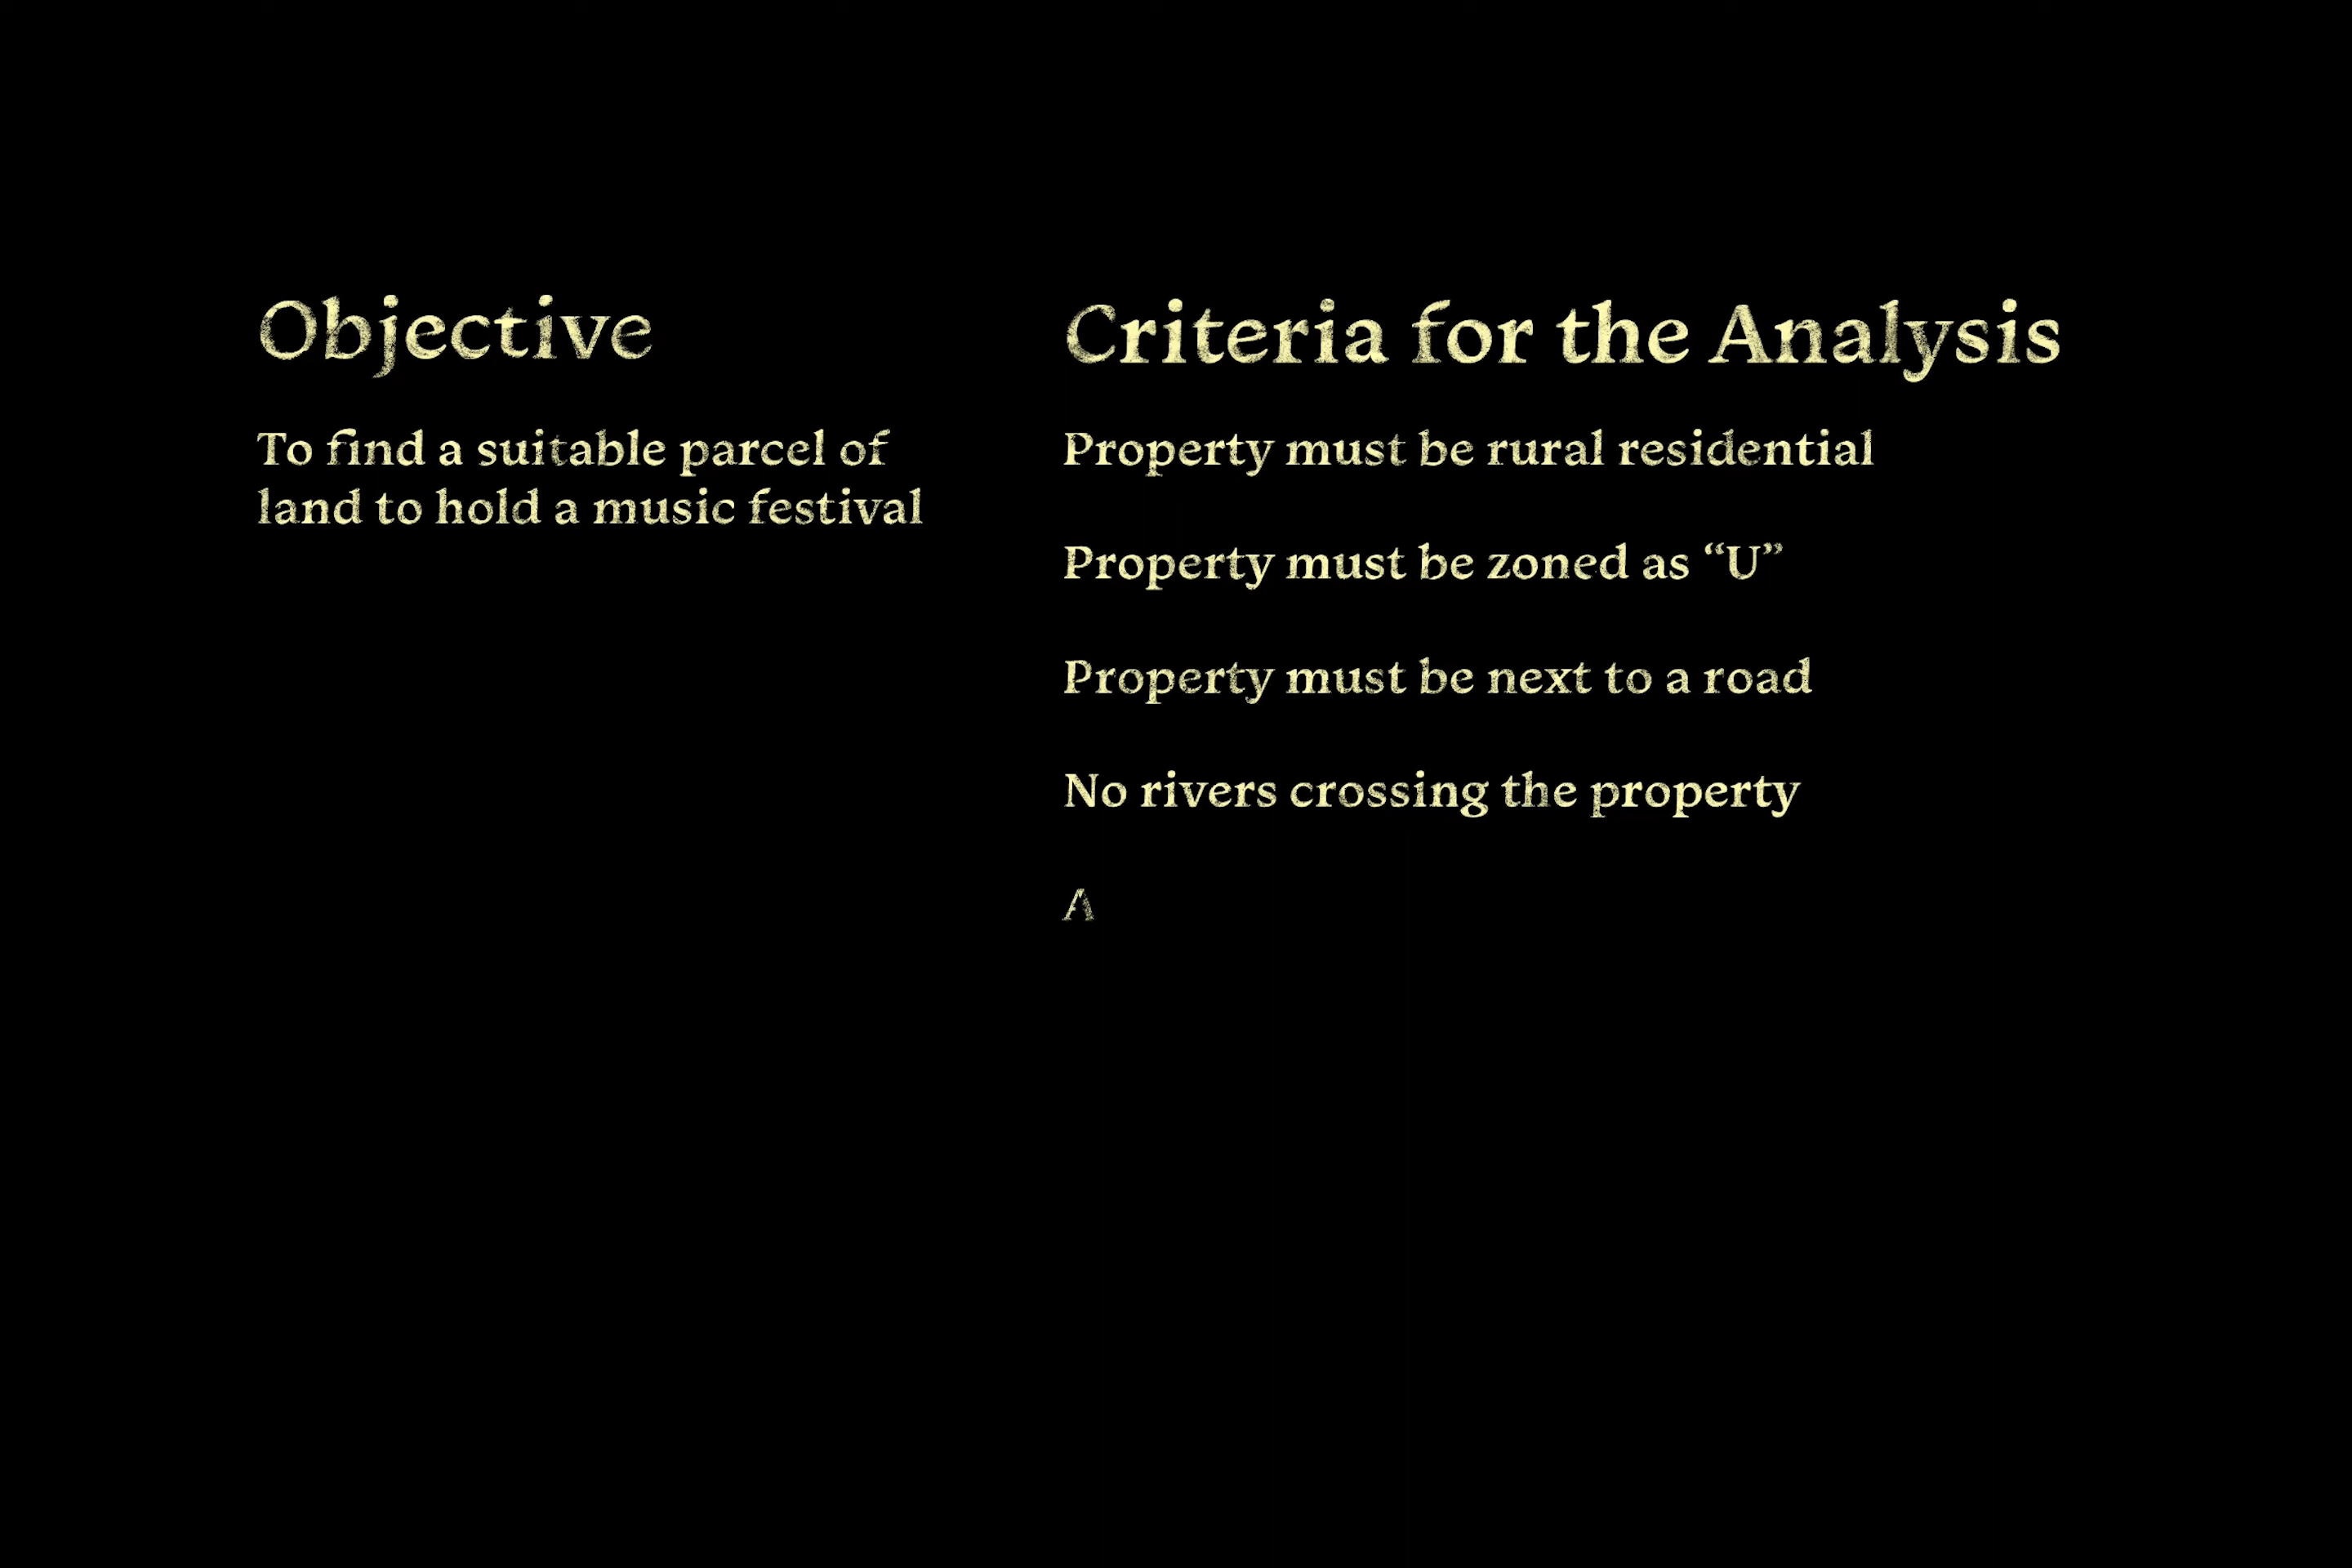 Objective
To find a suitable parcel of
land to hold a music festival
Criteria for the Analysis
Property must be rural residential
Property must be zoned as “U”
Property must be next to a road
No rivers crossing the property
A